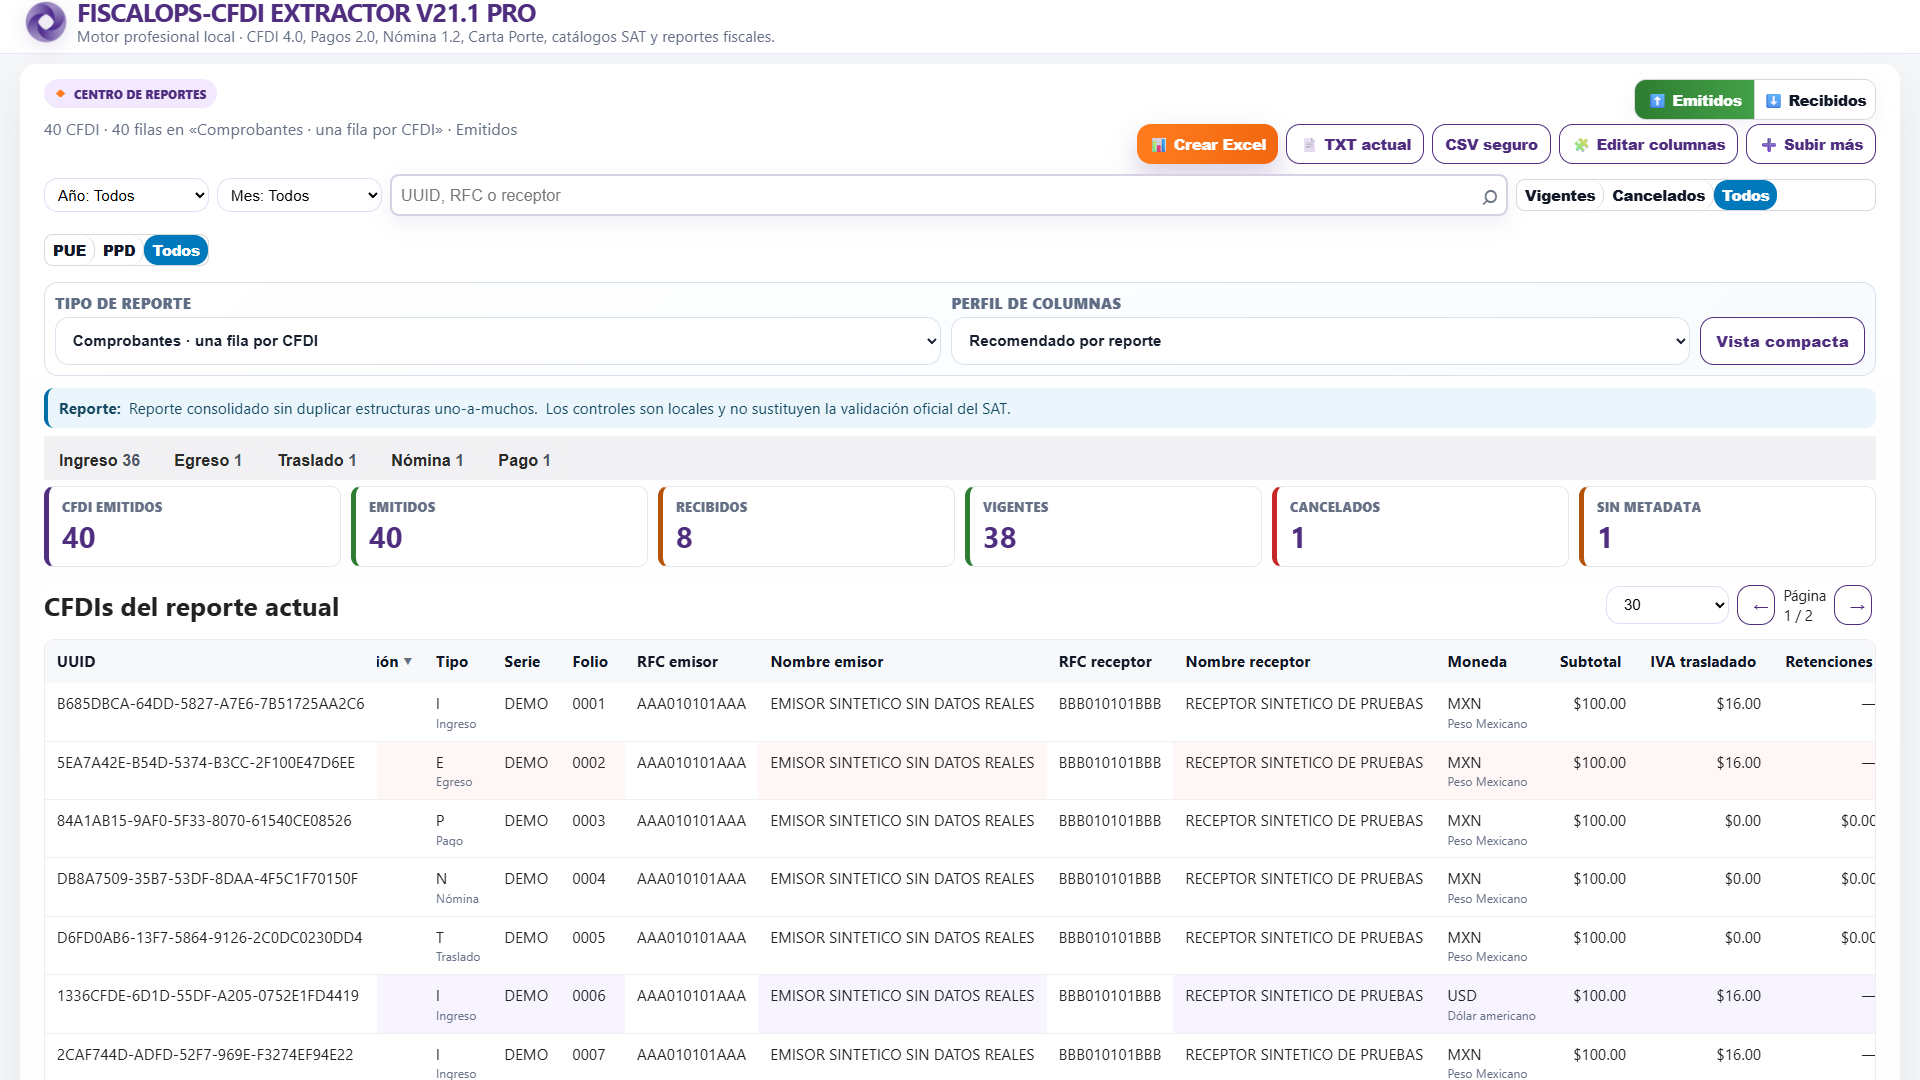 FISCALOPS-CFDI EXTRACTOR V21.1 PRO
Motor profesional local · CFDI 4.0, Pagos 2.0, Nómina 1.2, Carta Porte, catálogos SAT y reportes fiscales.
CENTRO DE REPORTES
Emitidos Recibidos
40 CFDI · 40 filas en «Comprobantes · una fila por CFDI» · Emitidos
Crear Excel TXT actual CSV seguro Editar columnas Subir más
Año: Todos Mes: Todos UUID, RFC o receptor Vigentes Cancelados Todos
PUE PPD Todos
TIPO DE REPORTE PERFIL DE COLUMNAS
Comprobantes · una fila por CFDI Recomendado por reporte Vista compacta
Reporte: Reporte consolidado sin duplicar estructuras uno-a-muchos. Los controles son locales y no sustituyen la validación oficial del SAT.
Ingreso 36 Egreso 1 Traslado 1 Nómina 1 Pago 1
CFDI EMITIDOS EMITIDOS RECIBIDOS VIGENTES CANCELADOS SIN METADATA
40 40 8 38 1 1
CFDIs del reporte actual 30 ← Página 1 / 2 →
UUID ión ▼ Tipo Serie Folio RFC emisor Nombre emisor RFC receptor Nombre receptor Moneda Subtotal IVA trasladado Retenciones
B685DBCA-64DD-5827-A7E6-7B51725AA2C6 I DEMO 0001 AAA010101AAA EMISOR SINTETICO SIN DATOS REALES BBB010101BBB RECEPTOR SINTETICO DE PRUEBAS MXN $100.00 $16.00 —
Ingreso Peso Mexicano
5EA7A42E-B54D-5374-B3CC-2F100E47D6EE E DEMO 0002 AAA010101AAA EMISOR SINTETICO SIN DATOS REALES BBB010101BBB RECEPTOR SINTETICO DE PRUEBAS MXN $100.00 $16.00 —
Egreso Peso Mexicano
84A1AB15-9AF0-5F33-8070-61540CE08526 P DEMO 0003 AAA010101AAA EMISOR SINTETICO SIN DATOS REALES BBB010101BBB RECEPTOR SINTETICO DE PRUEBAS MXN $100.00 $0.00 $0.00
Pago Peso Mexicano
DB8A7509-35B7-53DF-8DAA-4F5C1F70150F N DEMO 0004 AAA010101AAA EMISOR SINTETICO SIN DATOS REALES BBB010101BBB RECEPTOR SINTETICO DE PRUEBAS MXN $100.00 $0.00 $0.00
Nómina Peso Mexicano
D6FD0AB6-13F7-5864-9126-2C0DC0230DD4 T DEMO 0005 AAA010101AAA EMISOR SINTETICO SIN DATOS REALES BBB010101BBB RECEPTOR SINTETICO DE PRUEBAS MXN $100.00 $0.00 $0.00
Traslado Peso Mexicano
1336CFDE-6D1D-55DF-A205-0752E1FD4419 I DEMO 0006 AAA010101AAA EMISOR SINTETICO SIN DATOS REALES BBB010101BBB RECEPTOR SINTETICO DE PRUEBAS USD $100.00 $16.00 —
Ingreso Dólar americano
2CAF744D-ADFD-52F7-969E-F3274EF94E22 I DEMO 0007 AAA010101AAA EMISOR SINTETICO SIN DATOS REALES BBB010101BBB RECEPTOR SINTETICO DE PRUEBAS MXN $100.00 $16.00 —
Ingreso Peso Mexicano